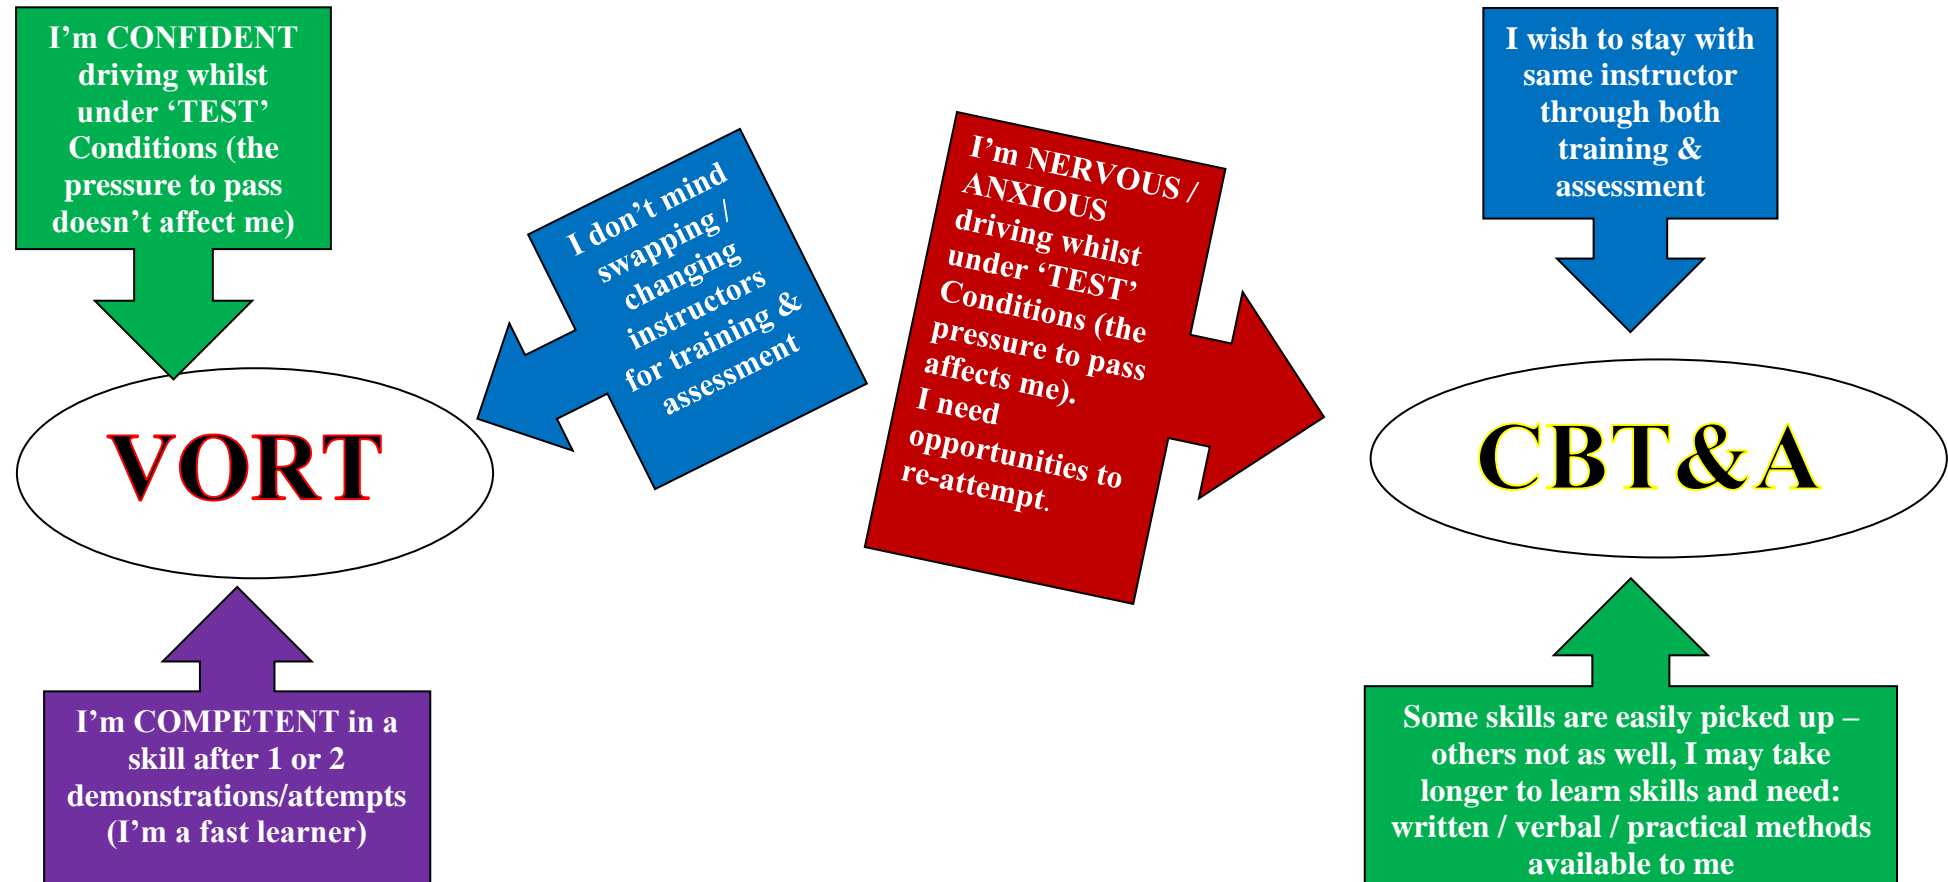 I’m CONFIDENT
driving whilst
under ‘TEST’
Conditions (the
pressure to pass
doesn’t affect me)
I don’t mind
swapping /
changing
instructors
for training &
assessment
I’m NERVOUS /
ANXIOUS
driving whilst
under ‘TEST’
Conditions (the
pressure to pass
affects me).
I need
opportunities to
re-attempt.
I wish to stay with
same instructor
through both
training &
assessment
VORT
CBT&A
I’m COMPETENT in a
skill after 1 or 2
demonstrations/attempts
(I’m a fast learner)
Some skills are easily picked up –
others not as well, I may take
longer to learn skills and need:
written / verbal / practical methods
available to me